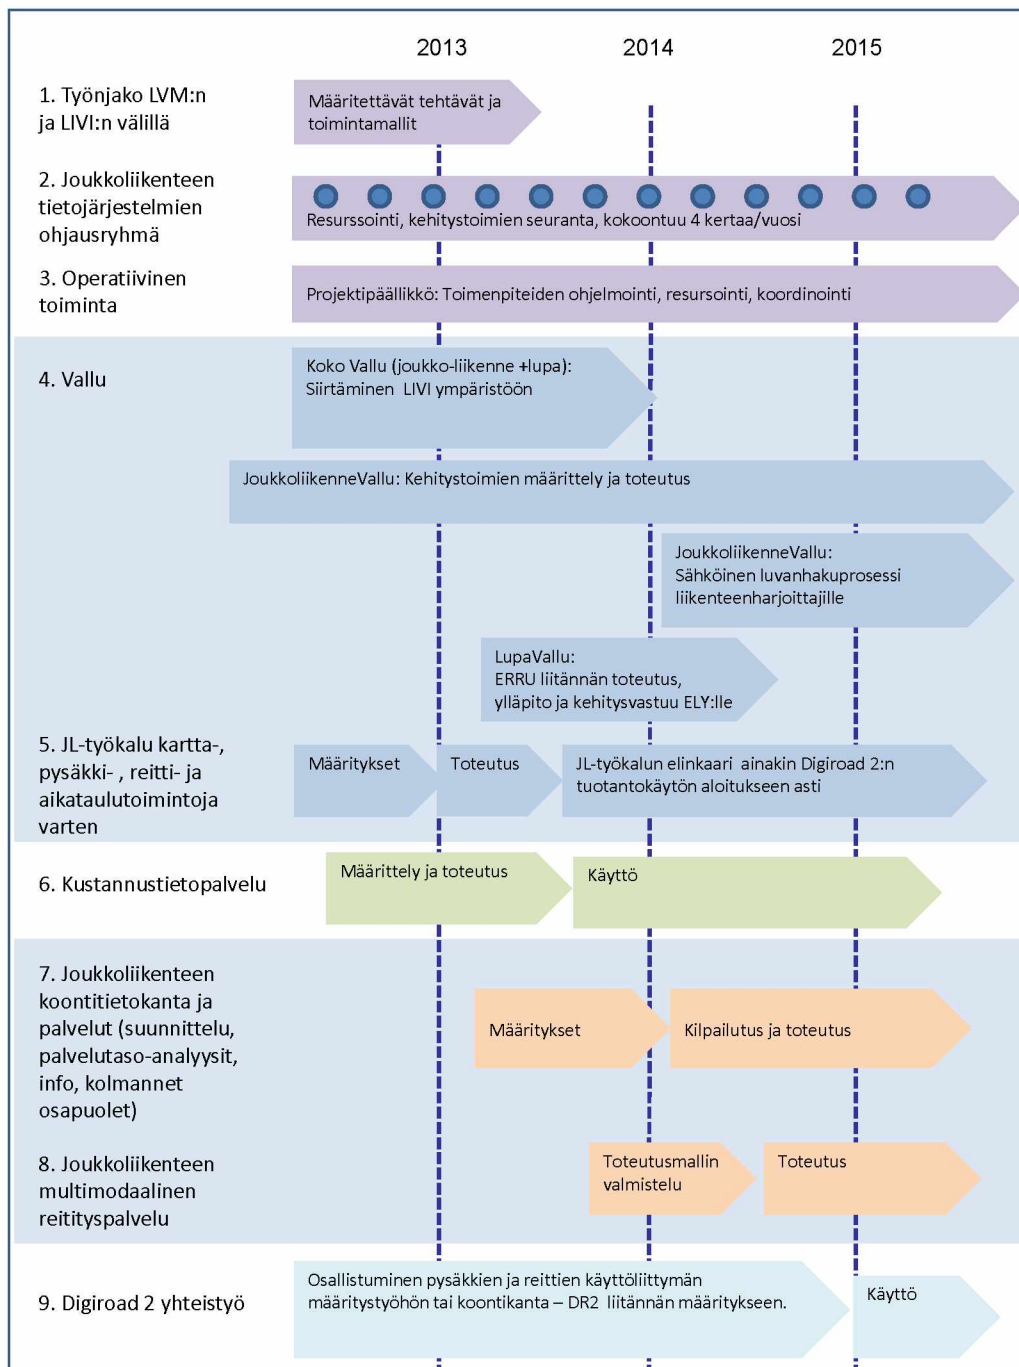 2013
2014
2015
1. Työnjako LVM:n
ja LIVI:n välillä
Määritettävät tehtävät ja
toimintamallit
2. Joukkoliikenteen
tietojärjestelmien
ohjausryhmä
Resurssointi, kehitystoimien seuranta, kokoontuu 4 kertaa/vuosi
3. Operatiivinen
toiminta
Projektipäällikkö: Toimenpiteiden ohjelmointi, resursointi, koordinointi
4. Vallu
Koko Vallu (joukko-liikenne +lupa):
Siirtäminen LIVI ympäristöön
JoukkoliikenneVallu: Kehitystoimien määrittely ja toteutus
JoukkoliikenneVallu:
Sähköinen luvanhakuprosessi
liikenteenharjoittajille
LupaVallu:
ERRU liitännän toteutus,
ylläpito ja kehitysvastuu ELY:lle
5. JL-työkalu kartta-,
pysäkki- , reitti- ja
aikataulutoimintoja
varten
Määritykset
Toteutus
JL-työkalun elinkaari ainakin Digiroad 2:n
tuotantokäytön aloitukseen asti
6. Kustannustietopalvelu
Määrittely ja toteutus
Käyttö
7. Joukkoliikenteen
koontitietokanta ja
palvelut (suunnittelu,
palvelutaso-analyysit,
info, kolmannet
osapuolet)
Määritykset
Kilpailutus ja toteutus
8. Joukkoliikenteen
multimodaalinen
reitityspalvelu
Toteutusmallin
valmistelu
Toteutus
9. Digiroad 2 yhteistyö
Osallistuminen pysäkkien ja reittien käyttöliittymän
määritystyöhön tai koontikanta – DR2 liitännän määritykseen.
Käyttö